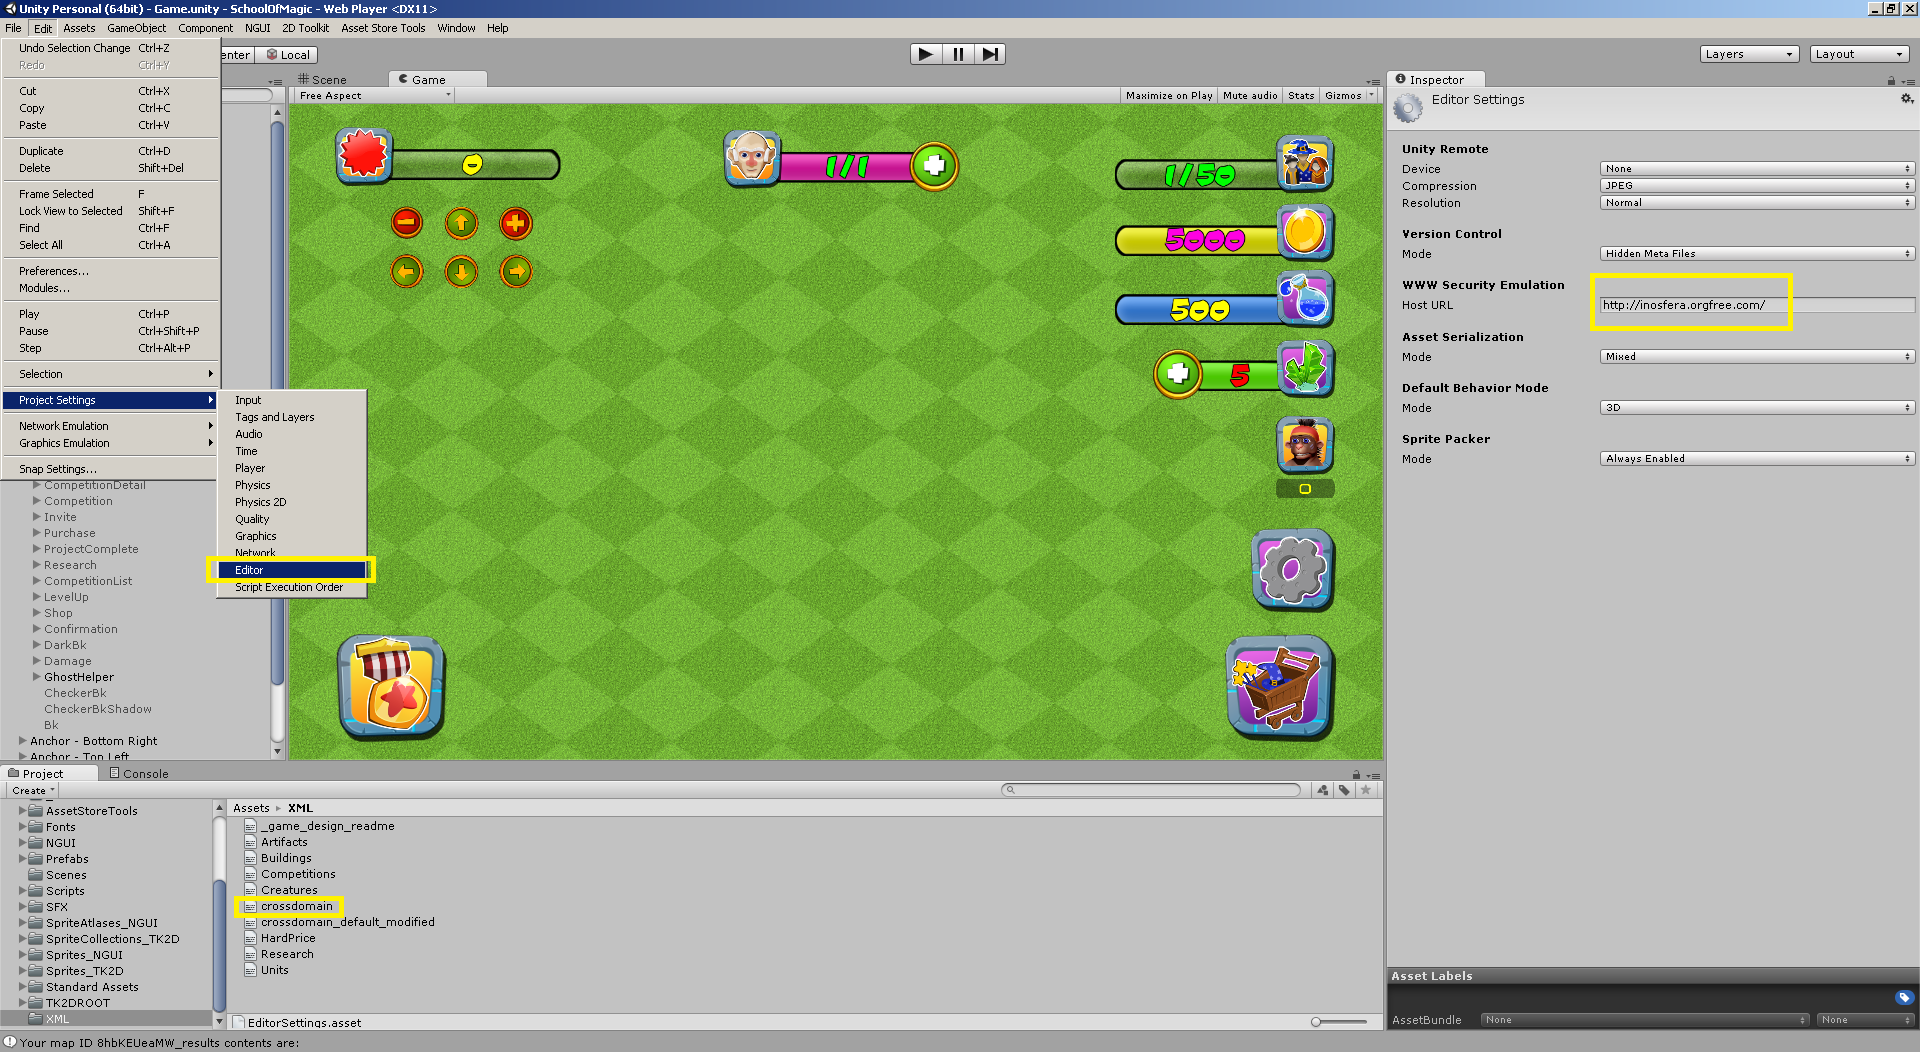 Unity Personal (64bit) - Game.unity - SchoolOfMagic - Web Player <DX11>
File Edit Assets GameObject Component NGUI 2D Toolkit Asset Store Tools Window Help
Undo Selection Change Ctrl+Z
Redo Ctrl+Y
Cut Ctrl+X
Copy Ctrl+C
Paste Ctrl+V
Duplicate Ctrl+D
Delete Shift+Del
Frame Selected F
Lock View to Selected Shift+F
Find Ctrl+F
Select All Ctrl+A
Preferences...
Modules...
Play Ctrl+P
Pause Ctrl+Shift+P
Step Ctrl+Alt+P
Selection
Project Settings
Network Emulation
Graphics Emulation
Snap Settings...
Input
Tags and Layers
Audio
Time
Player
Physics
Physics 2D
Quality
Graphics
Network
Editor
Script Execution Order
enter Local
Layers Layout
CompetitionDetail
Competition
Invite
Purchase
ProjectComplete
Research
CompetitionList
LevelUp
Shop
Confirmation
DarkBk
Damage
GhostHelper
CheckerBk
CheckerBkShadow
Bk
Anchor - Bottom Right
Anchor - Top Left
Scene Game
Free Aspect Maximize on Play Mute audio Stats Gizmos
0
1/1
1/50
5000
500
5
0
Inspector
Editor Settings
Unity Remote
Device None
Compression JPEG
Resolution Normal
Version Control
Mode Hidden Meta Files
WWW Security Emulation
Host URL http://inosfera.orgfree.com/
Asset Serialization
Mode Mixed
Default Behavior Mode
Mode 3D
Sprite Packer
Mode Always Enabled
Asset Labels
AssetBundle None None
Project Console
Create
AssetStoreTools
Fonts
NGUI
Prefabs
Scenes
Scripts
SFX
SpriteAtlases_NGUI
SpriteCollections_TK2D
Sprites_NGUI
Sprites_TK2D
Standard Assets
TK2DROOT
XML
Assets XML
_game_design_readme
Artifacts
Buildings
Competitions
Creatures
crossdomain
crossdomain_default_modified
HardPrice
Research
Units
EditorSettings.asset
Your map ID 8hbKEUeaMW_results contents are: